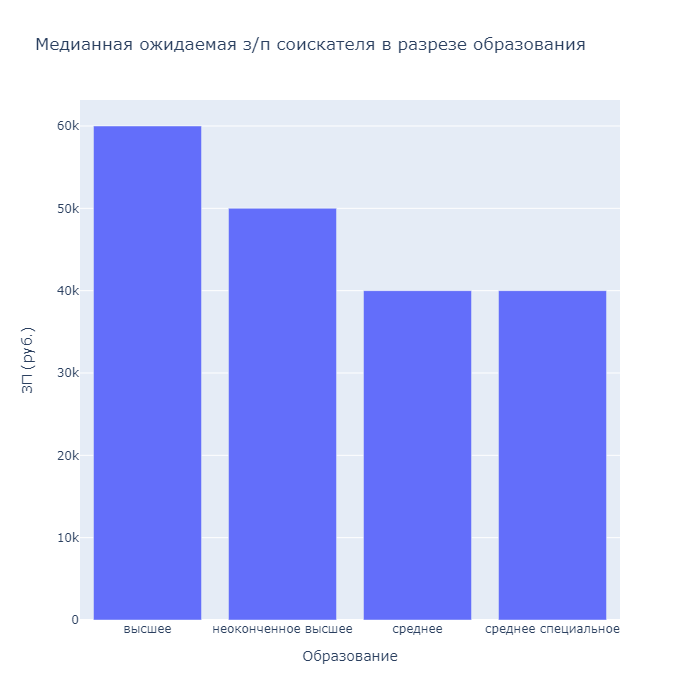 Медианная ожидаемая з/п соискателя в разрезе образования
60k
50k
40k
30k
20k
10k
0
ЗП (руб.)
высшее
неоконченное высшее
среднее
среднее специальное
Образование